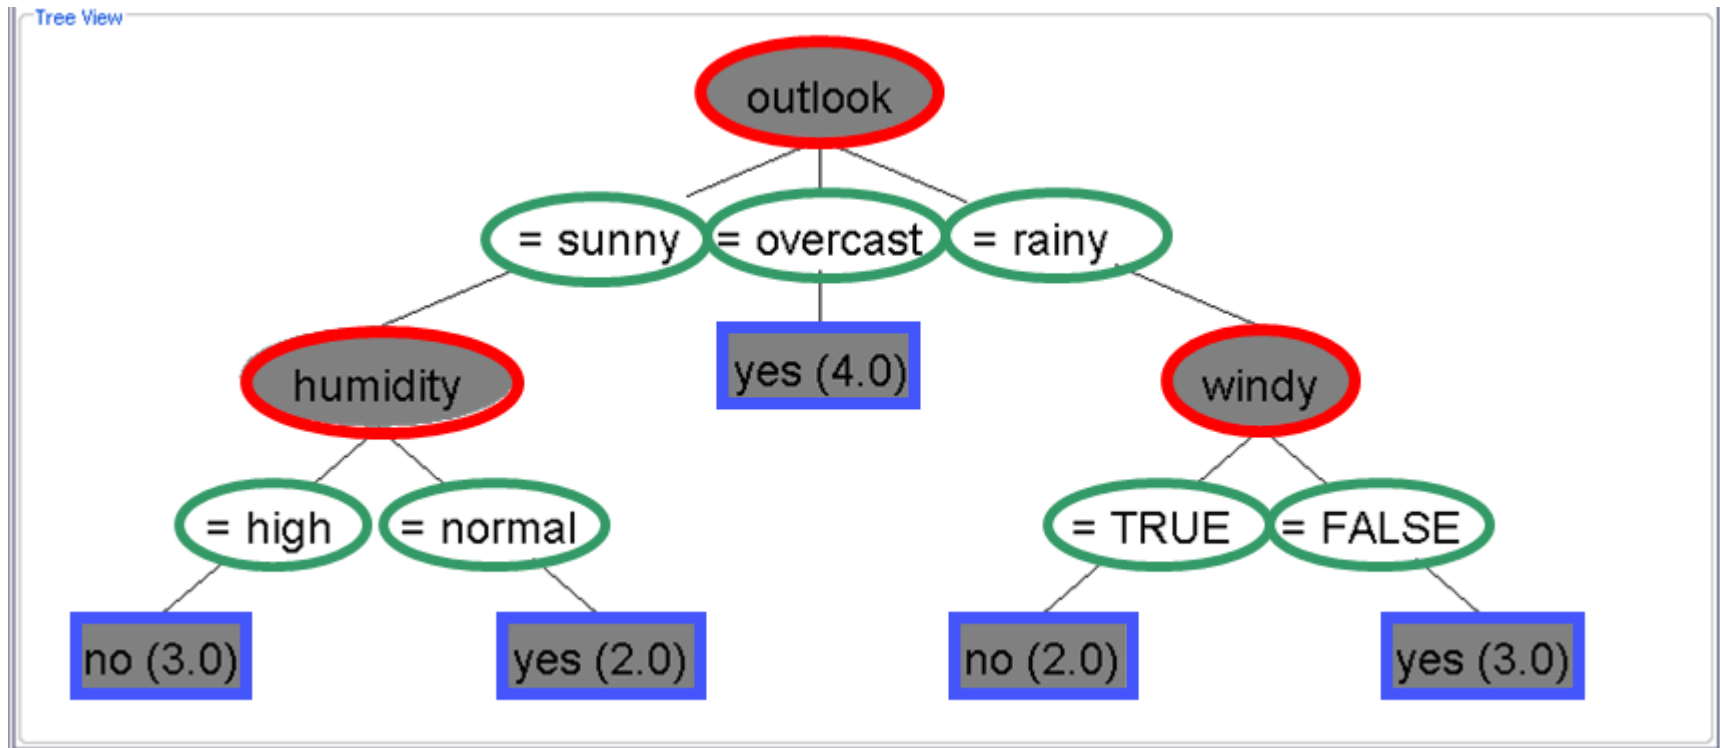 Tree View
outlook
= sunny
= overcast
= rainy
humidity
yes (4.0)
windy
= high
= normal
= TRUE
= FALSE
no (3.0)
yes (2.0)
no (2.0)
yes (3.0)